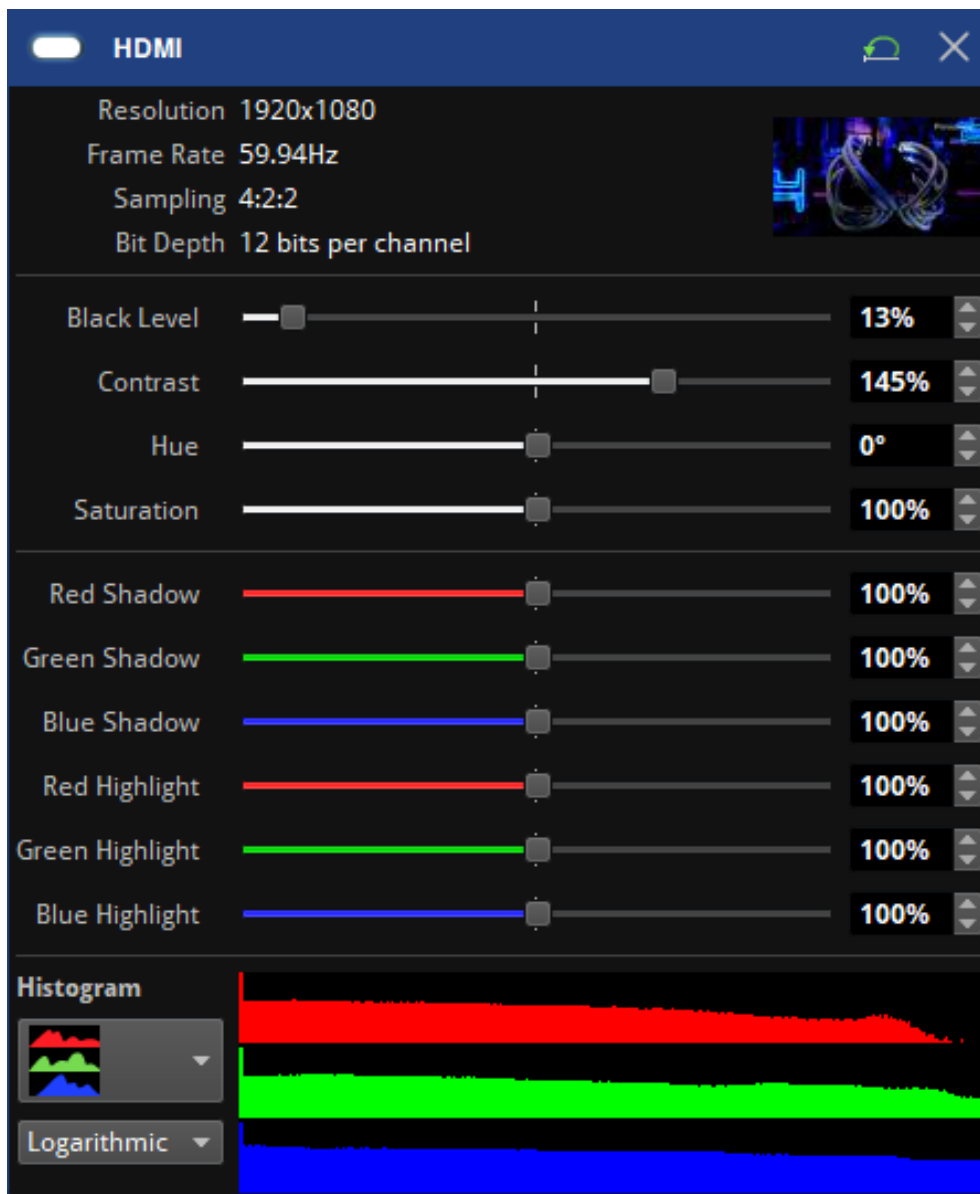 HDMI
Resolution 1920x1080
Frame Rate 59.94Hz
Sampling 4:2:2
Bit Depth 12 bits per channel
Black Level 13%
Contrast 145%
Hue 0°
Saturation 100%
Red Shadow 100%
Green Shadow 100%
Blue Shadow 100%
Red Highlight 100%
Green Highlight 100%
Blue Highlight 100%
Histogram
Logarithmic